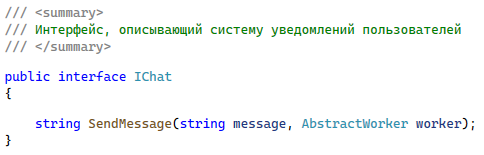 /// <summary>
/// Интерфейс, описывающий систему уведомлений пользователей
/// </summary>
public interface IChat
{
string SendMessage(string message, AbstractWorker worker);
}